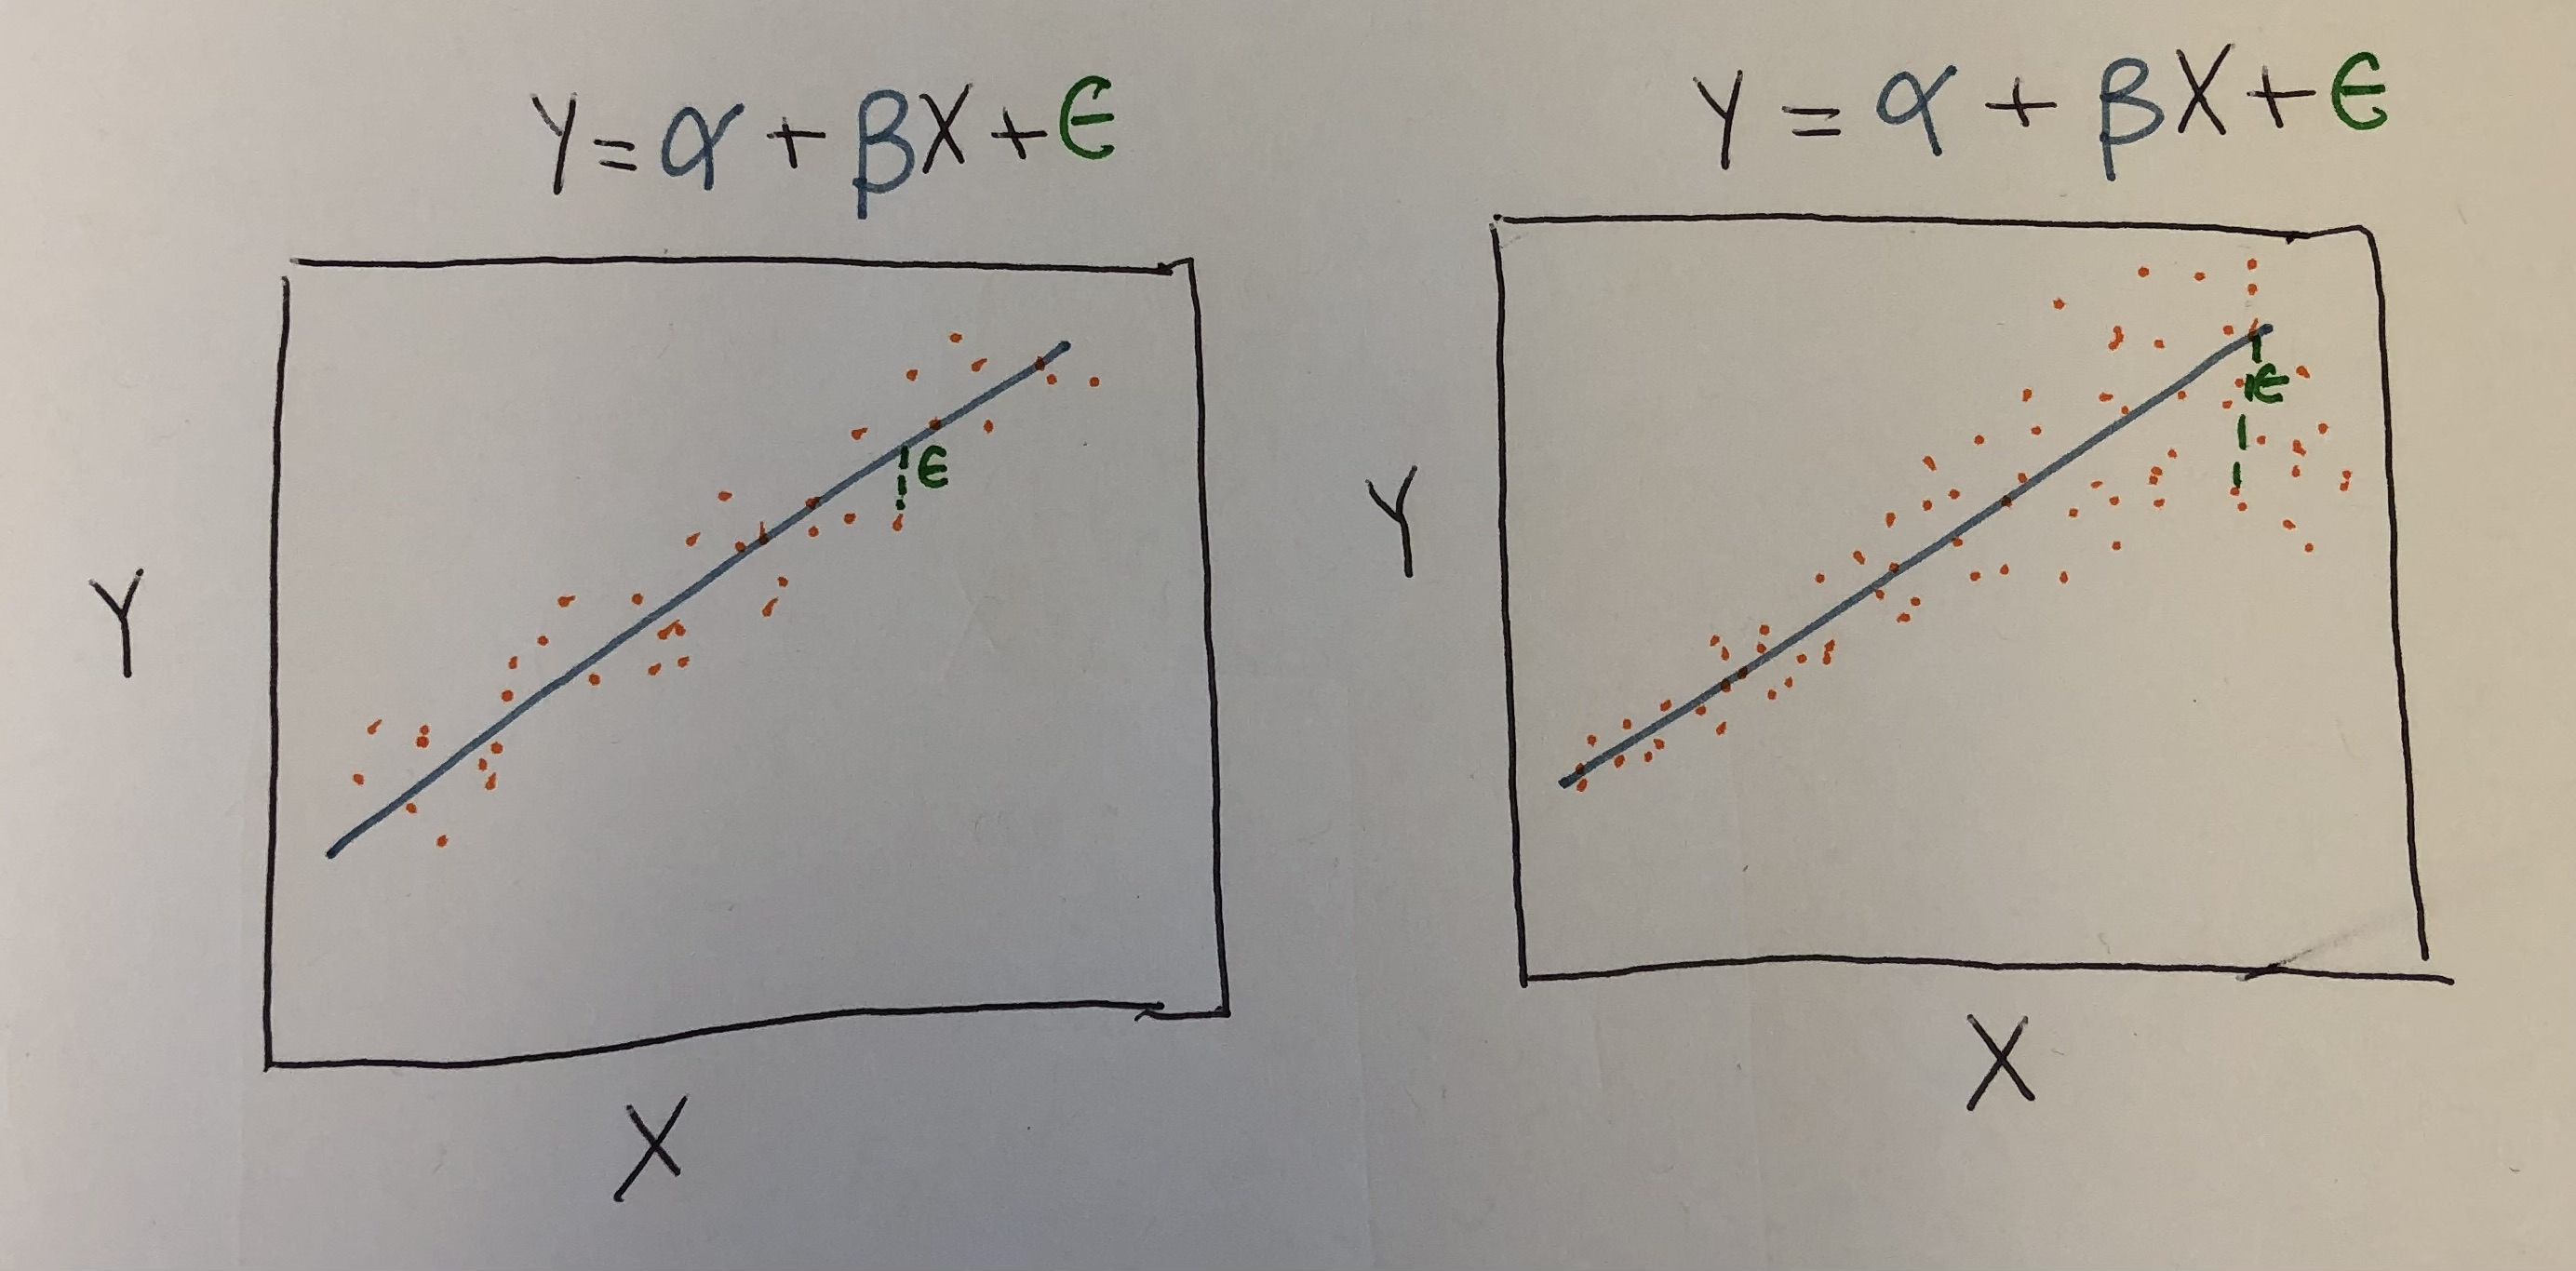 Y = α + βX + ϵ
Y
ϵ
X
Y = α + βX + ϵ
Y
ϵ
X